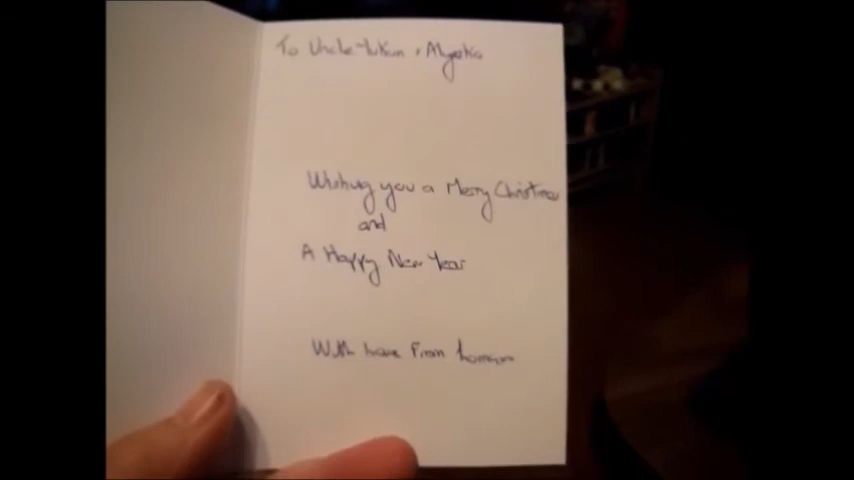 To Uncle
Wishing you a Merry Christmas
and
A Happy New Year
With love From